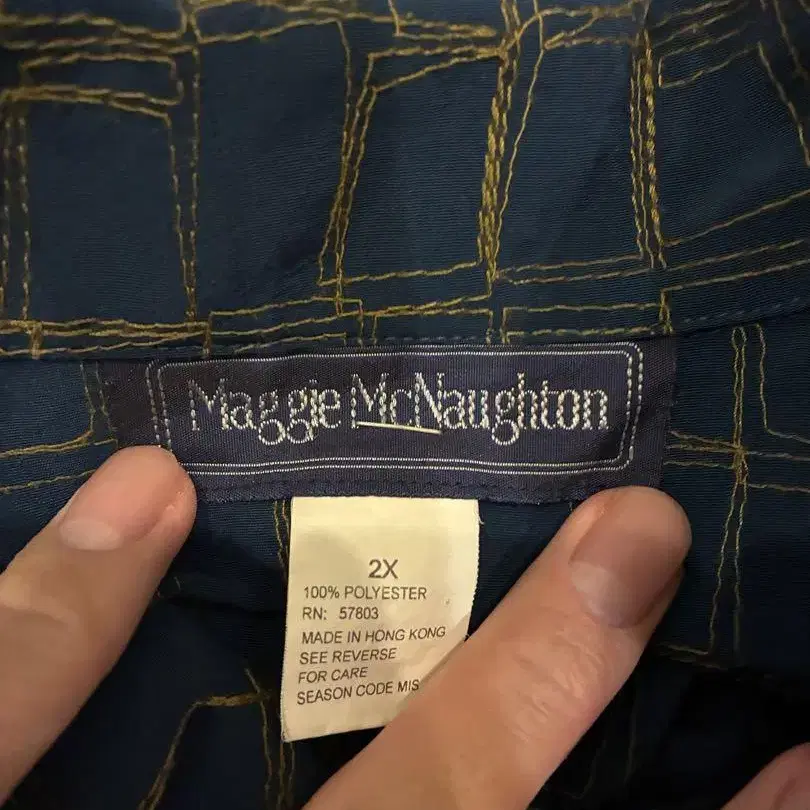 Maggie McNaughton
2X
100% POLYESTER
RN: 57803
MADE IN HONG KONG
SEE REVERSE
FOR CARE
SEASON CODE MIS